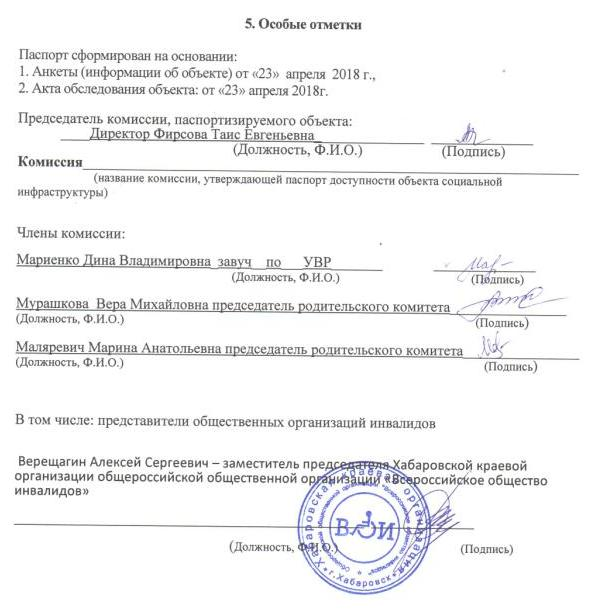 5. Особые отметки
Паспорт сформирован на основании:
1. Анкеты (информации об объекте) от «23» апреля 2018 г.,
2. Акта обследования объекта: от «23» апреля 2018г.
Председатель комиссии, паспортизируемого объекта:
Директор Фирсова Таис Евгеньевна
(Должность, Ф.И.О.) (Подпись)
Комиссия
(название комиссии, утверждающей паспорт доступности объекта социальной
инфраструктуры)
Члены комиссии:
Мариенко Дина Владимировна завуч по УВР
(Должность, Ф.И.О.) (Подпись)
Мурашкова Вера Михайловна председатель родительского комитета
(Должность, Ф.И.О.) (Подпись)
Маляревич Марина Анатольевна председатель родительского комитета
(Должность, Ф.И.О.) (Подпись)
В том числе: представители общественных организаций инвалидов
Верещагин Алексей Сергеевич – заместитель председателя Хабаровской краевой
организации общероссийской общественной организации «Всероссийское общество
инвалидов»
Хабаровская краевая организация
ВОИ
г.Хабаровск
(Должность, Ф.И.О.) (Подпись)